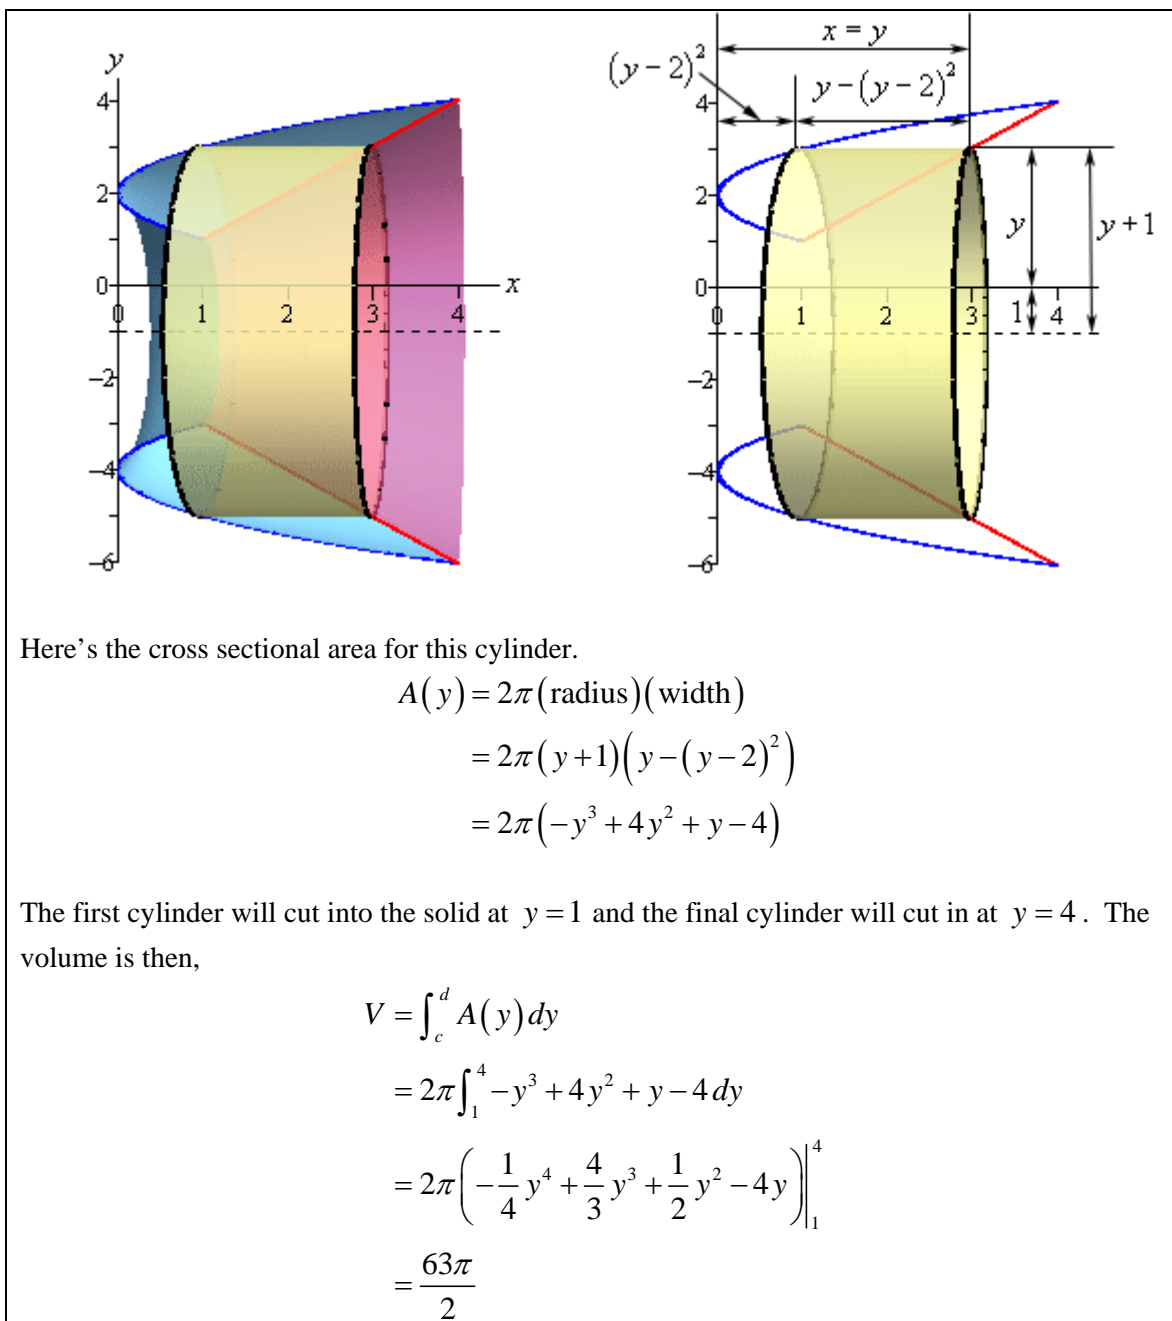 y
4
2
0
-2
-4
-6
0 1 2 3 4 x
x = y
(y − 2)²
y − (y − 2)²
4
2
0
-2
-4
-6
0 1 2 3 4
y
y + 1
1
Here’s the cross sectional area for this cylinder.
A(y) = 2π(radius)(width)
= 2π(y+1)(y−(y−2)²)
= 2π(−y³ + 4y² + y − 4)
The first cylinder will cut into the solid at y = 1 and the final cylinder will cut in at y = 4. The
volume is then,
V = ∫_c^d A(y) dy
= 2π ∫_1^4 −y³ + 4y² + y − 4 dy
= 2π (−1/4 y⁴ + 4/3 y³ + 1/2 y² − 4y)|_1^4
= 63π/2